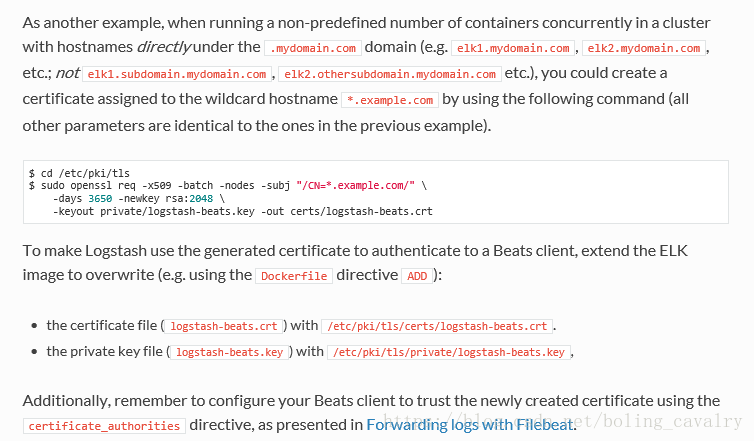 As another example, when running a non-predefined number of containers concurrently in a cluster
with hostnames directly under the .mydomain.com domain (e.g. elk1.mydomain.com , elk2.mydomain.com ,
etc.; not elk1.subdomain.mydomain.com , elk2.othersubdomain.mydomain.com etc.), you could create a
certificate assigned to the wildcard hostname *.example.com by using the following command (all
other parameters are identical to the ones in the previous example).
$ cd /etc/pki/tls
$ sudo openssl req -x509 -batch -nodes -subj "/CN=*.example.com/" \
-days 3650 -newkey rsa:2048 \
-keyout private/logstash-beats.key -out certs/logstash-beats.crt
To make Logstash use the generated certificate to authenticate to a Beats client, extend the ELK
image to overwrite (e.g. using the Dockerfile directive ADD ):
• the certificate file ( logstash-beats.crt ) with /etc/pki/tls/certs/logstash-beats.crt .
• the private key file ( logstash-beats.key ) with /etc/pki/tls/private/logstash-beats.key ,
Additionally, remember to configure your Beats client to trust the newly created certificate using the
certificate_authorities directive, as presented in Forwarding logs with Filebeat.
https://blog.csdn.net/boling_cavalry